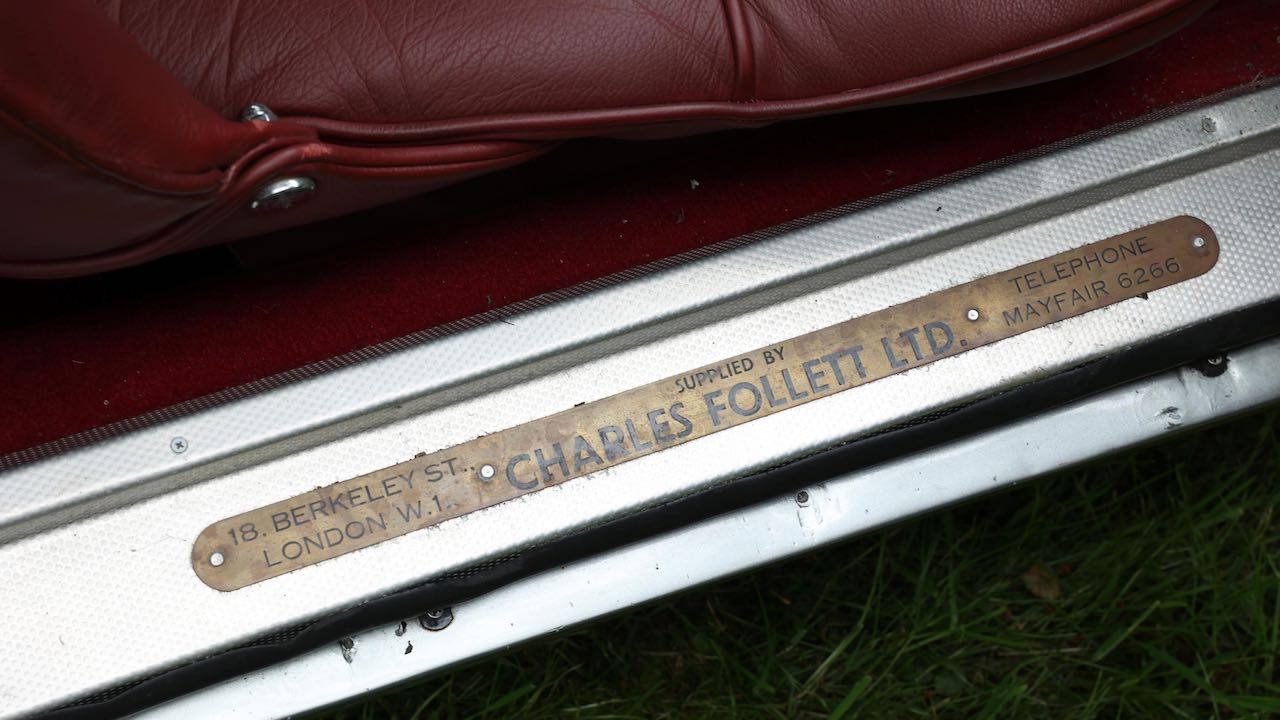 18. BERKELEY ST.,
LONDON W.1.
SUPPLIED BY
CHARLES FOLLETT LTD.
TELEPHONE
MAYFAIR 6266